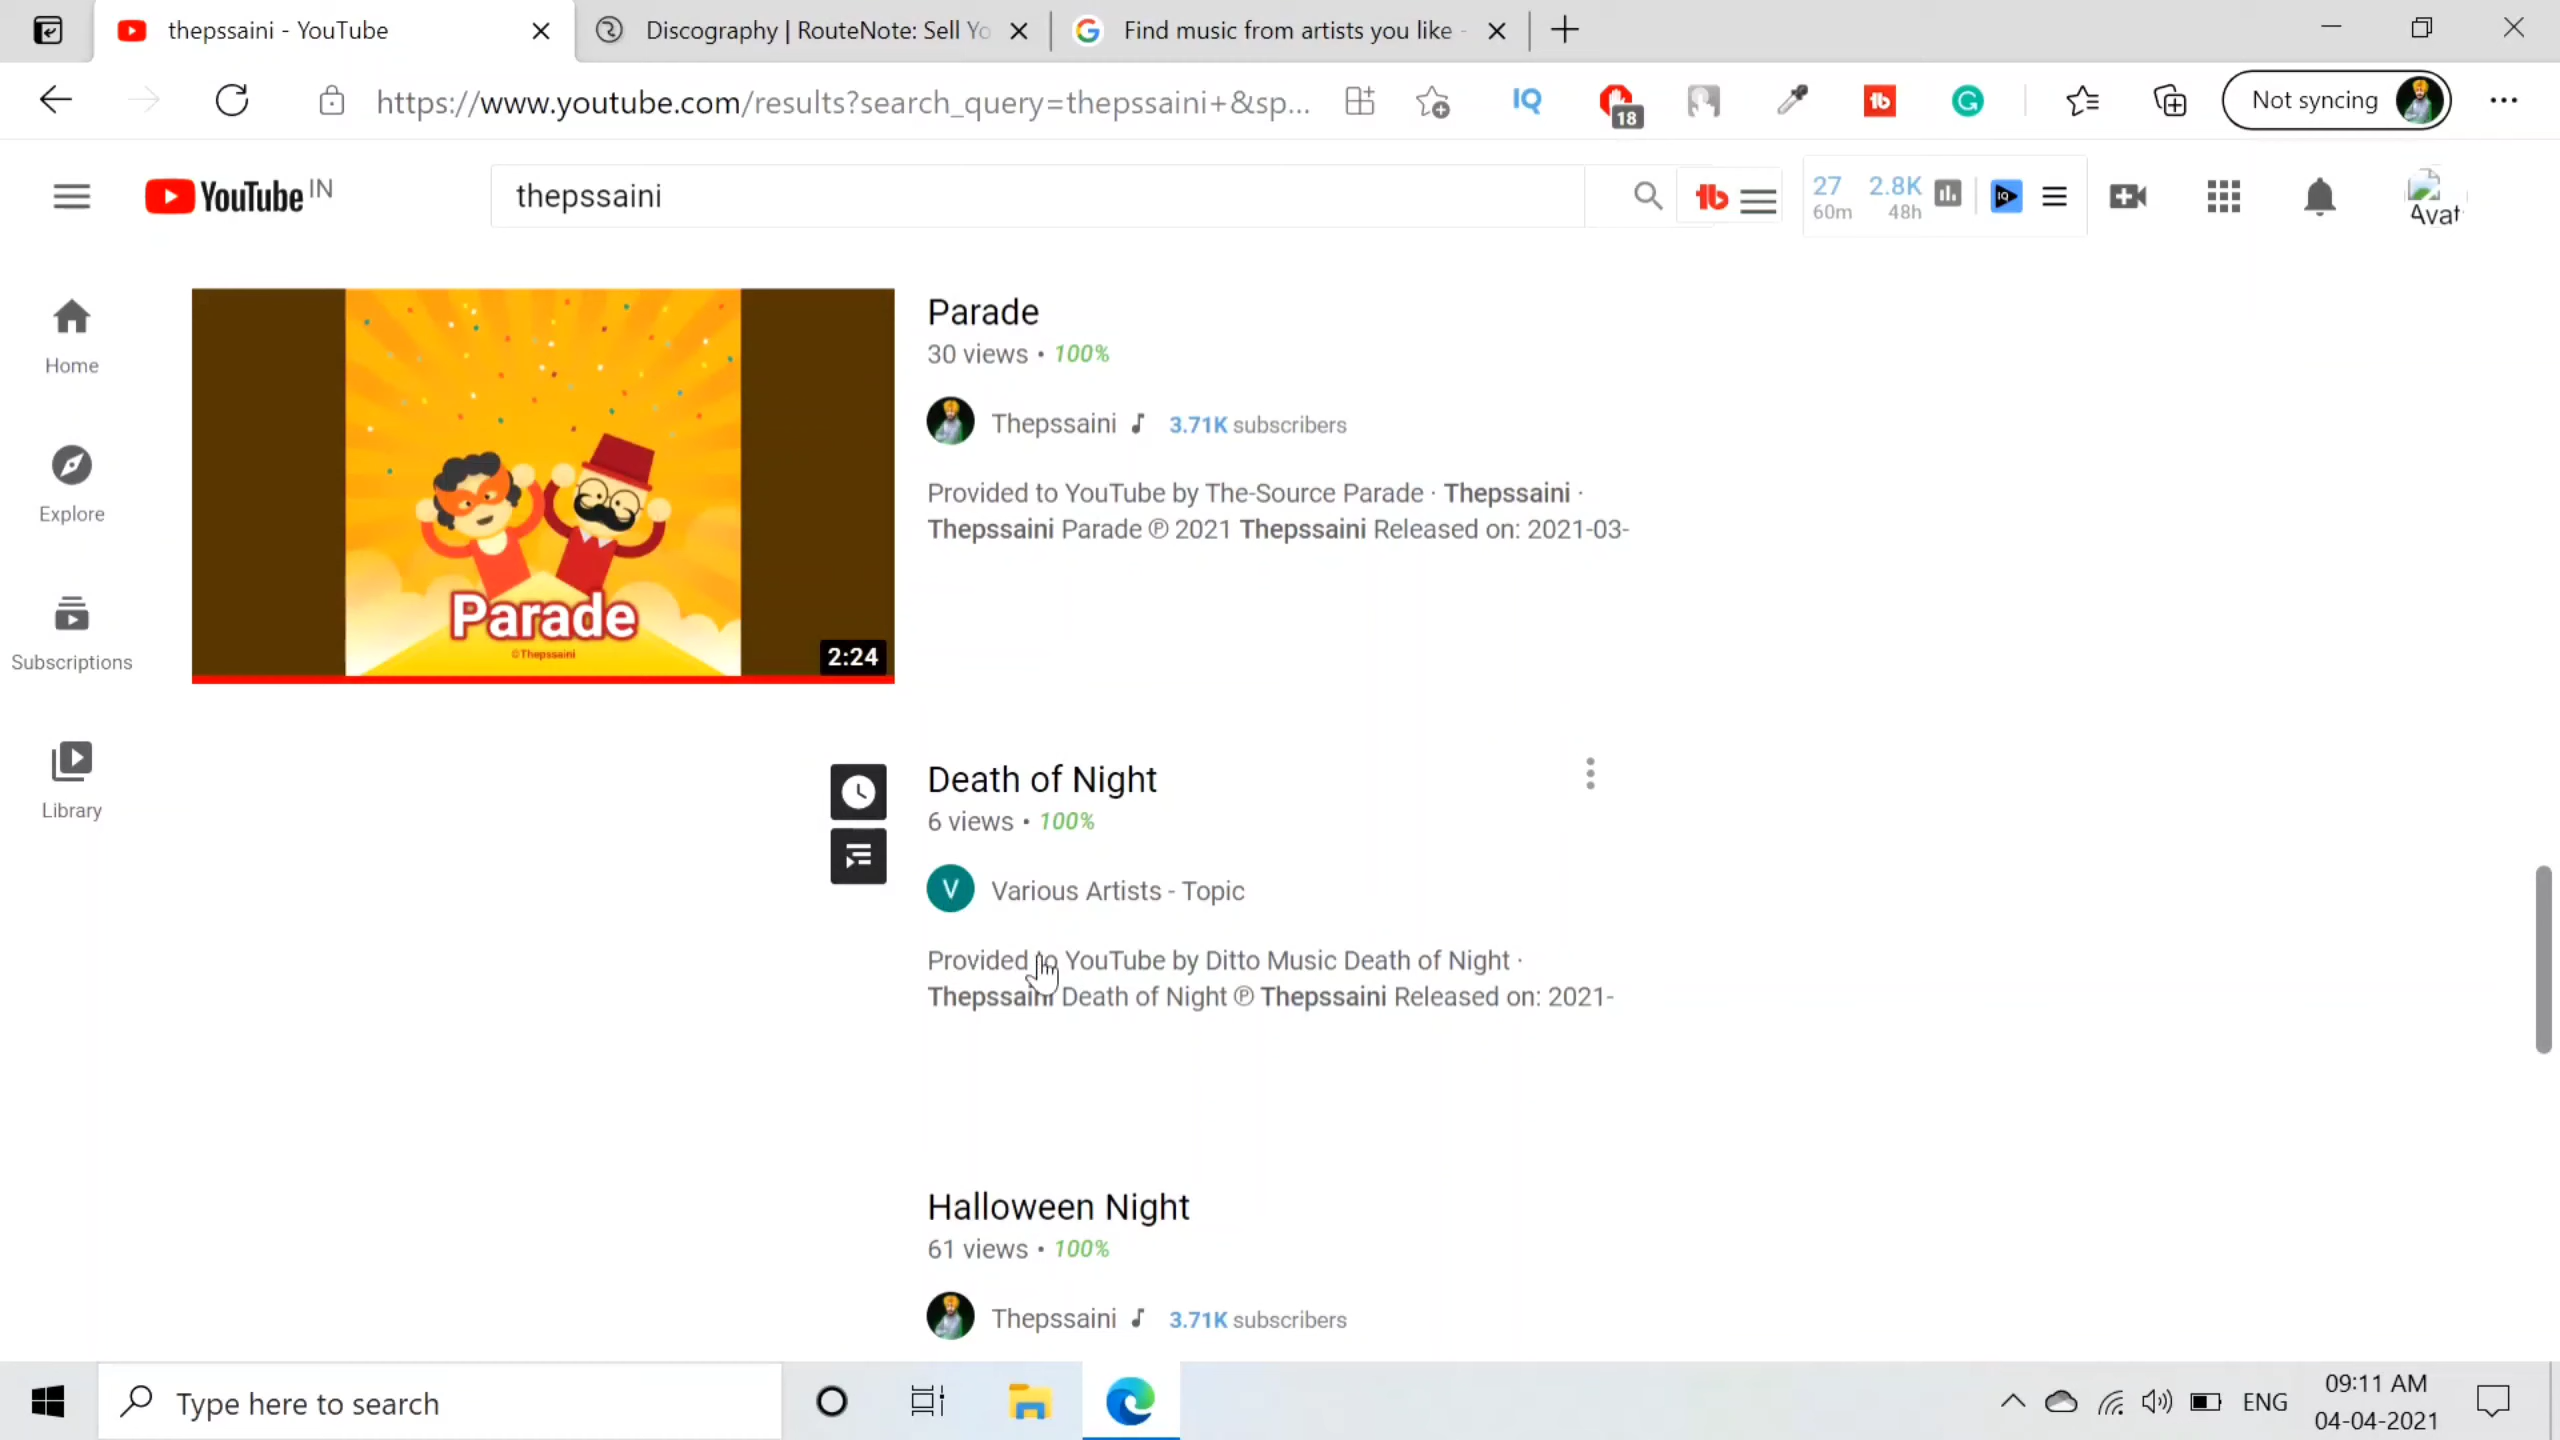 thepssaini - YouTube
Discography | RouteNote: Sell Yo
Find music from artists you like -
https://www.youtube.com/results?search_query=thepssaini+&sp...
IQ
18
tb
G
Not syncing
YouTube IN
thepssaini
tb
27
60m
2.8K
48h
IQ
Avat
Home
Explore
Subscriptions
Library
Parade
©Thepssaini
2:24
Parade
30 views • 100%
Thepssaini
3.71K subscribers
Provided to YouTube by The-Source Parade · Thepssaini ·
Thepssaini Parade ℗ 2021 Thepssaini Released on: 2021-03-
Death of Night
6 views • 100%
V
Various Artists - Topic
Provided to YouTube by Ditto Music Death of Night ·
Thepssaini Death of Night ℗ Thepssaini Released on: 2021-
Halloween Night
61 views • 100%
Thepssaini
3.71K subscribers
Type here to search
ENG
09:11 AM
04-04-2021